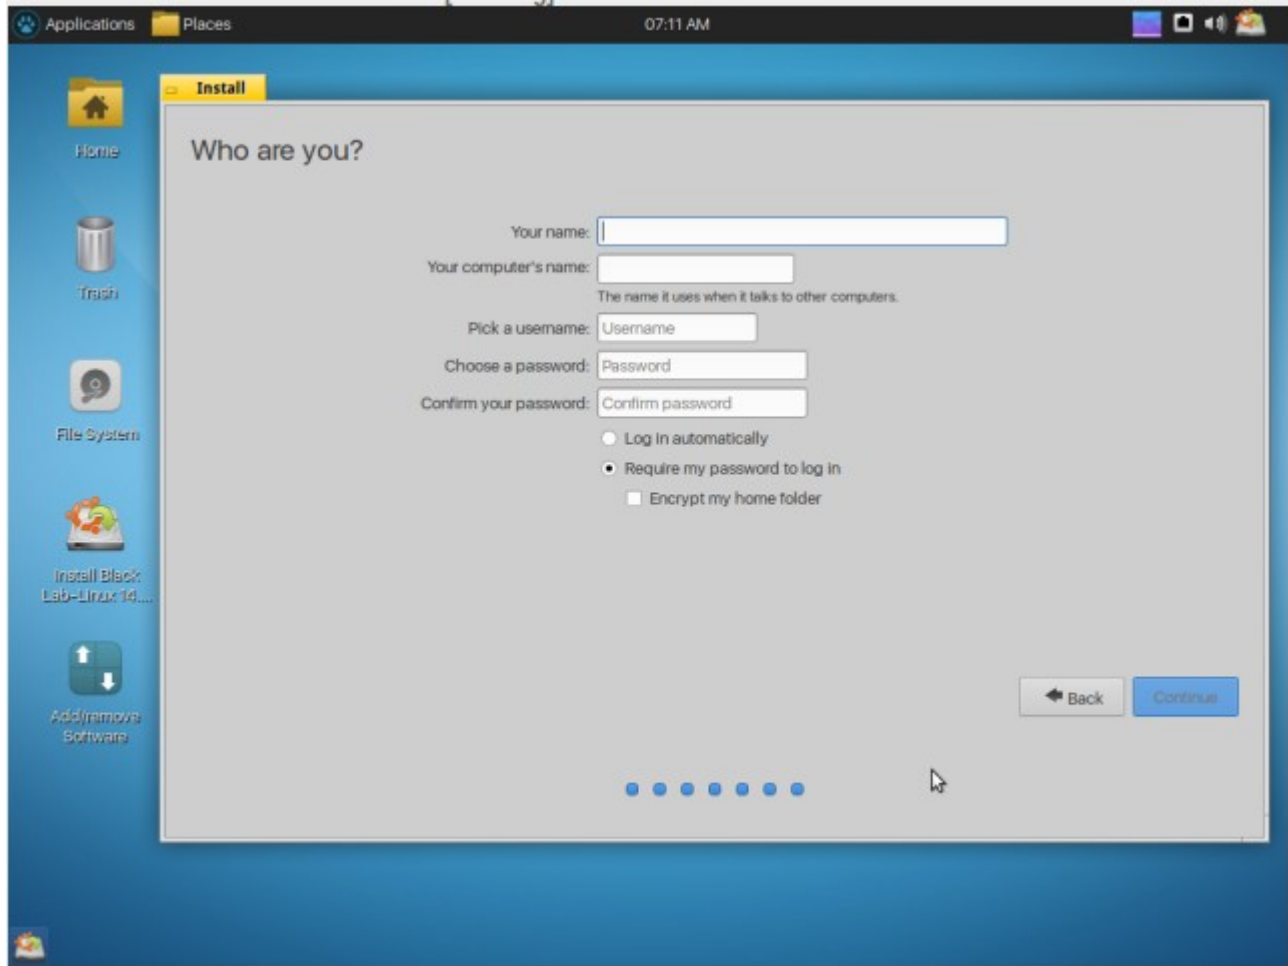 Applications
Places
07:11 AM
Home
Trash
File System
Install Black
Lab-Linux 14....
Add/remove
Software
Install
Who are you?
Your name:
Your computer's name:
The name it uses when it talks to other computers.
Pick a username: Username
Choose a password: Password
Confirm your password: Confirm password
Log in automatically
Require my password to log in
Encrypt my home folder
Back
Continue